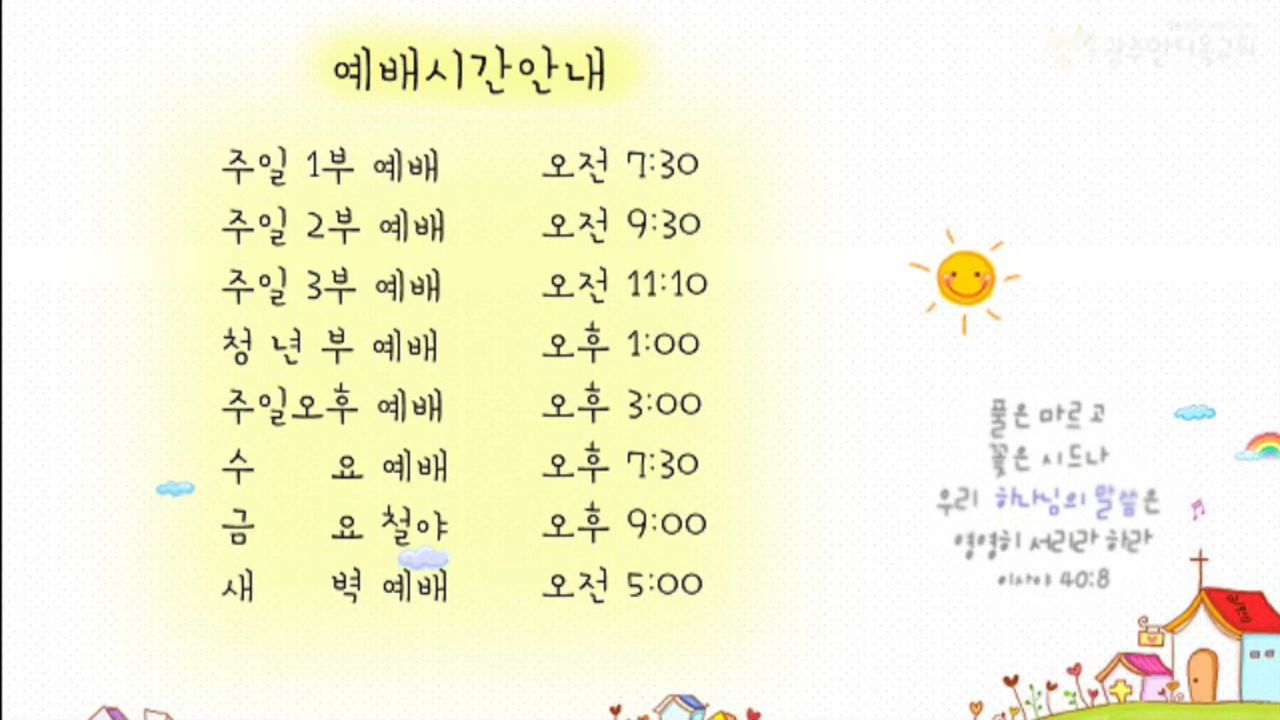 예배시간안내
주일 1부 예배 오전 7:30
주일 2부 예배 오전 9:30
주일 3부 예배 오전 11:10
청 년 부 예배 오후 1:00
주일오후 예배 오후 3:00
수 요 예배 오후 7:30
금 요 철야 오후 9:00
새 벽 예배 오전 5:00
풀은 마르고
꽃은 시드나
우리 하나님의 말씀은
영영히 서리라 하라
이사야 40:8